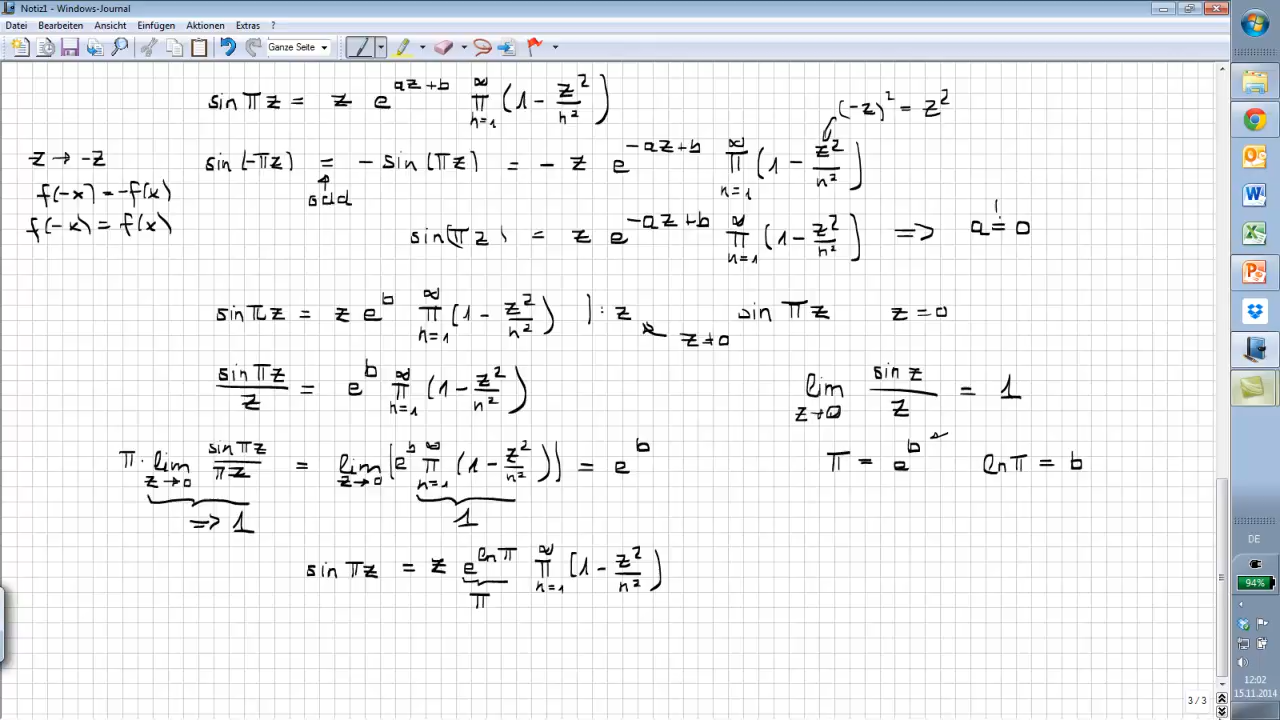 Notiz1 - Windows-Journal
Datei Bearbeiten Ansicht Einfügen Aktionen Extras ?
Ganze Seite
sin πz = z e^{az+b} ∏_{n=1}^{∞} (1 - z²/n²)
(-z)² = z²
z → -z sin(-πz) = - sin(πz) = - z e^{-az+b} ∏_{n=1}^{∞} (1 - z²/n²)
f(-x) = -f(x) odd
f(-x) = f(x)
sin(πz) = z e^{-az+b} ∏_{n=1}^{∞} (1 - z²/n²) => a != 0
sin πz = z e^b ∏_{n=1}^{∞} (1 - z²/n²) | : z z≠0 sin πz z = 0
sin πz / z = e^b ∏_{n=1}^{∞} (1 - z²/n²) lim_{z→0} sin z / z = 1
π · lim_{z→0} sin πz / πz = lim_{z→0} (e^b ∏_{n=1}^{∞} (1 - z²/n²)) = e^b π = e^b ln π = b
=> 1 1
sin πz = z e^{ln π} ∏_{n=1}^{∞} (1 - z²/n²)
π
DE
94%
12:02
15.11.2014
3 / 3